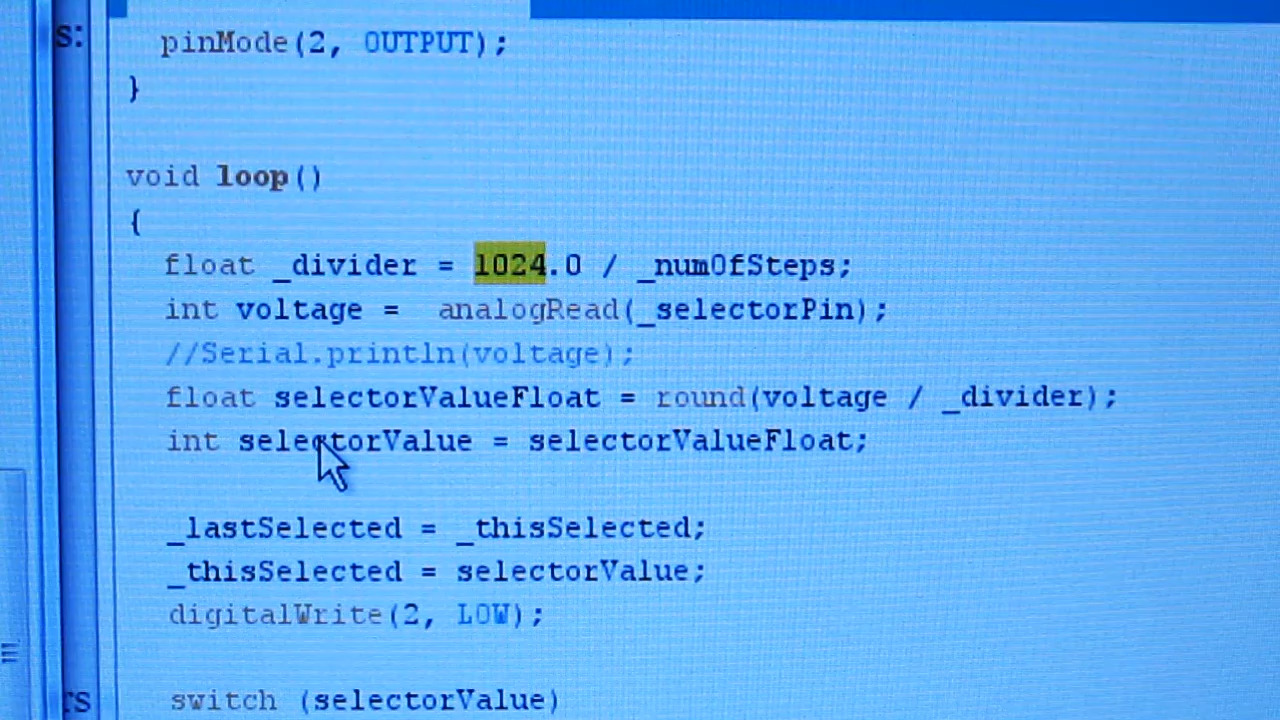 s: pinMode(2, OUTPUT);
}
void loop()
{
float _divider = 1024.0 / _numOfSteps;
int voltage = analogRead(_selectorPin);
//Serial.println(voltage);
float selectorValueFloat = round(voltage / _divider);
int selectorValue = selectorValueFloat;
_lastSelected = _thisSelected;
_thisSelected = selectorValue;
digitalWrite(2, LOW);
switch (selectorValue)